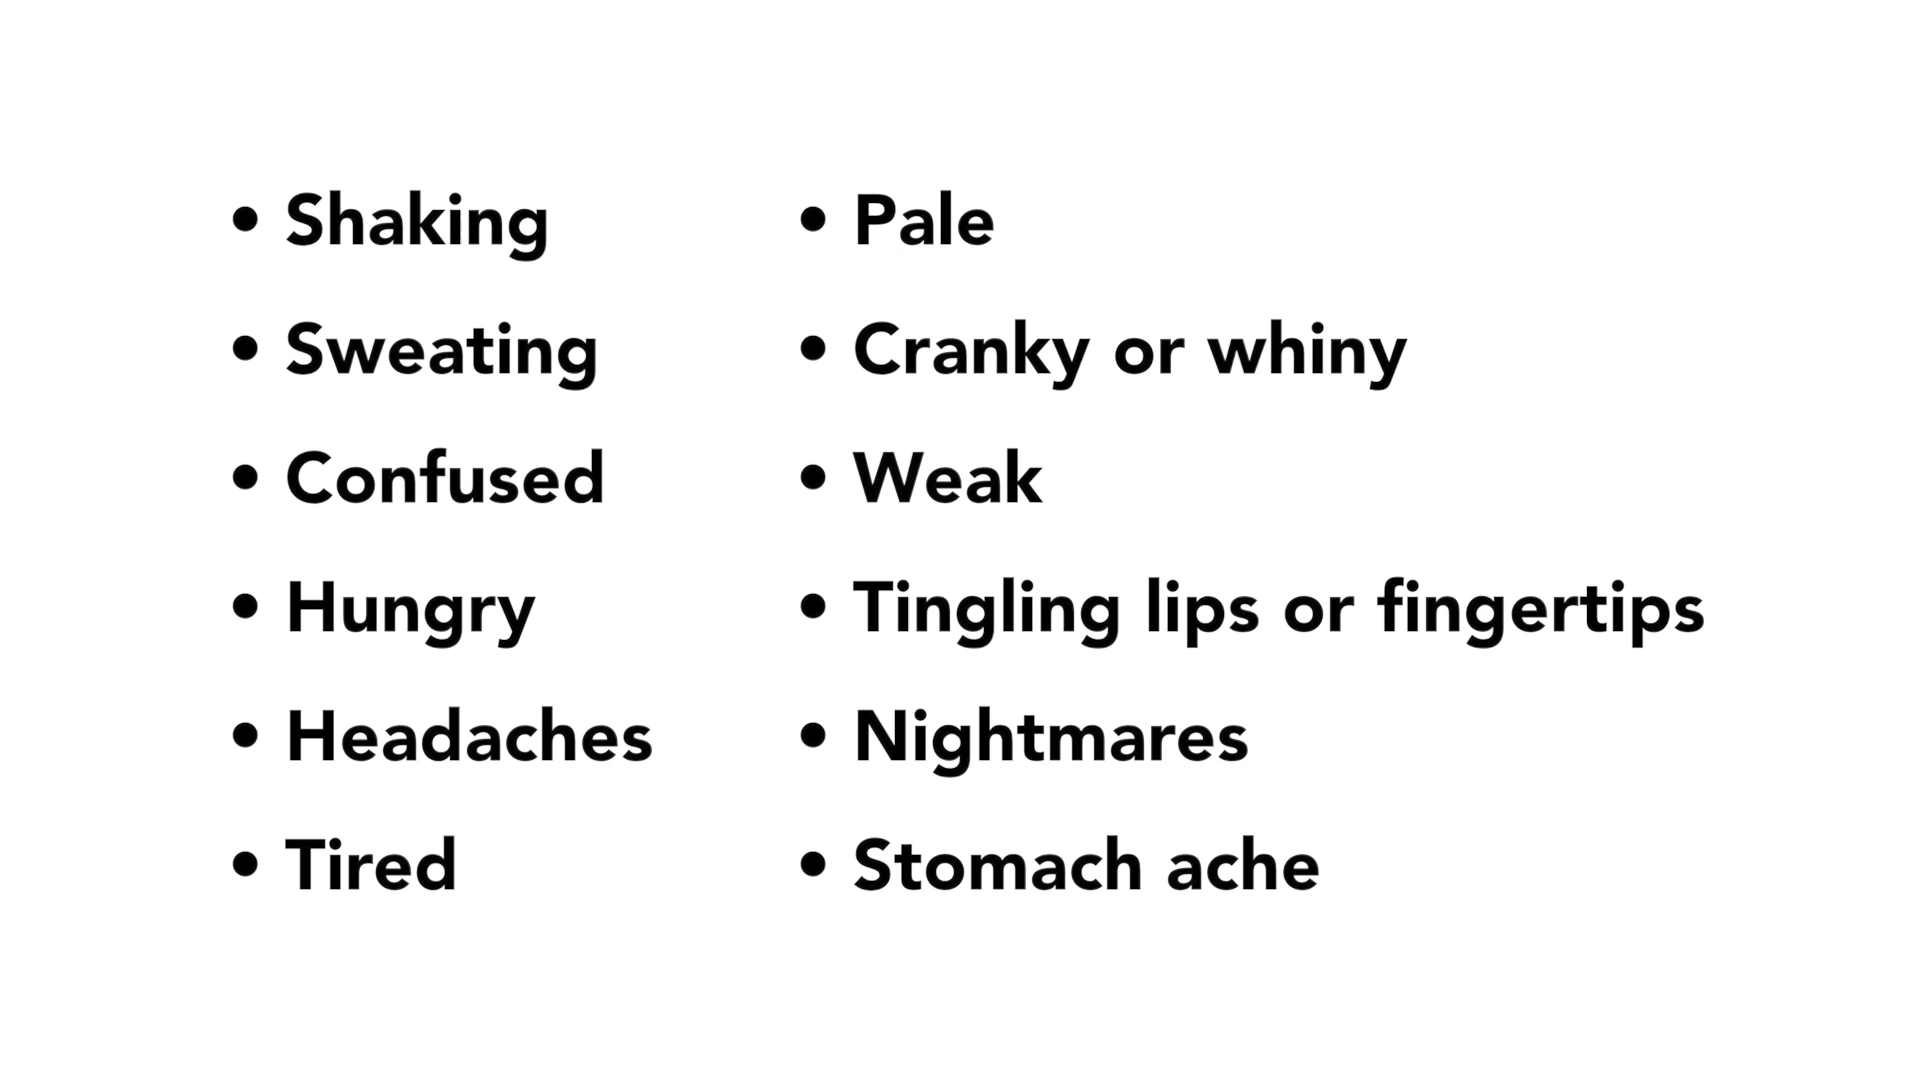 • Shaking
• Sweating
• Confused
• Hungry
• Headaches
• Tired
• Pale
• Cranky or whiny
• Weak
• Tingling lips or fingertips
• Nightmares
• Stomach ache